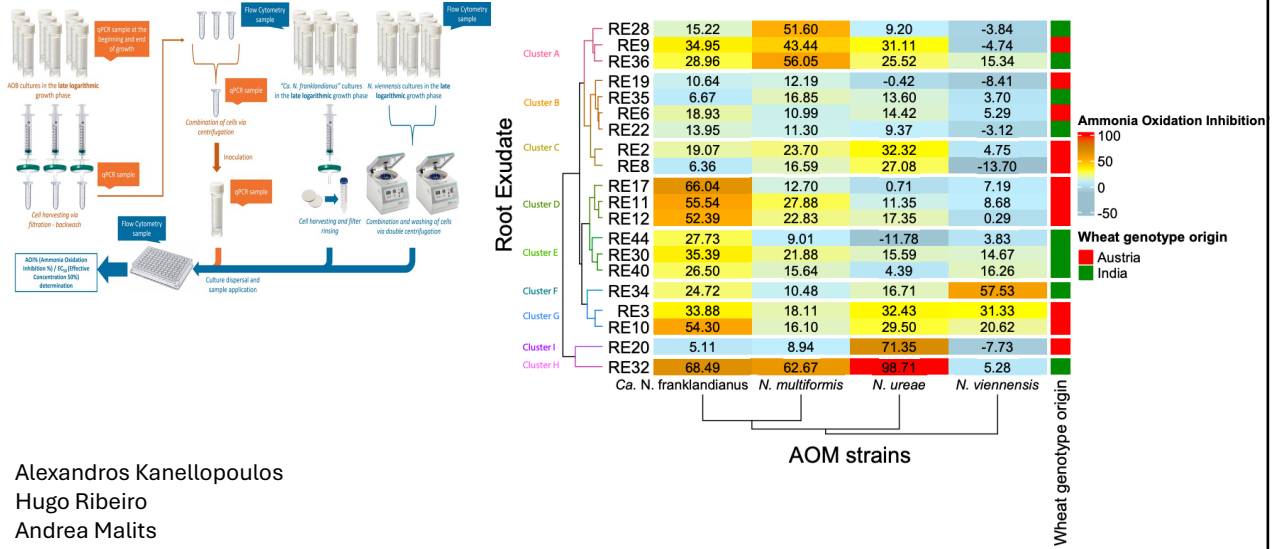 qPCR sample at the
beginning and end
of growth
Flow Cytometry
sample
Flow Cytometry
sample
AOB cultures in the late logarithmic
growth phase
qPCR sample
Combination of cells via
centrifugation
"Ca. N. franklandianus" cultures
in the late logarithmic growth phase
N. viennensis cultures in the late
logarithmic growth phase
Inoculation
qPCR sample
qPCR sample
Cell harvesting via
filtration - backwash
Cell harvesting and filter
rinsing
Combination and washing of cells
via double centrifugation
Flow Cytometry
sample
AOI% (Ammonia Oxidation
Inhibition %) / EC50 (Effective
Concentration 50%)
determination
Culture dispersal and
sample application
Alexandros Kanellopoulos
Hugo Ribeiro
Andrea Malits
Root Exudate
Cluster A
Cluster B
Cluster C
Cluster D
Cluster E
Cluster F
Cluster G
Cluster I
Cluster H
RE28 15.22 51.60 9.20 -3.84
RE9 34.95 43.44 31.11 -4.74
RE36 28.96 56.05 25.52 15.34
RE19 10.64 12.19 -0.42 -8.41
RE35 6.67 16.85 13.60 3.70
RE6 18.93 10.99 14.42 5.29
RE22 13.95 11.30 9.37 -3.12
RE2 19.07 23.70 32.32 4.75
RE8 6.36 16.59 27.08 -13.70
RE17 66.04 12.70 0.71 7.19
RE11 55.54 27.88 11.35 8.68
RE12 52.39 22.83 17.35 0.29
RE44 27.73 9.01 -11.78 3.83
RE30 35.39 21.88 15.59 14.67
RE40 26.50 15.64 4.39 16.26
RE34 24.72 10.48 16.71 57.53
RE3 33.88 18.11 32.43 31.33
RE10 54.30 16.10 29.50 20.62
RE20 5.11 8.94 71.35 -7.73
RE32 68.49 62.67 98.71 5.28
Ca. N. franklandianus N. multiformis N. ureae N. viennensis
AOM strains
Wheat genotype origin
Ammonia Oxidation Inhibition
100
50
0
-50
Wheat genotype origin
Austria
India